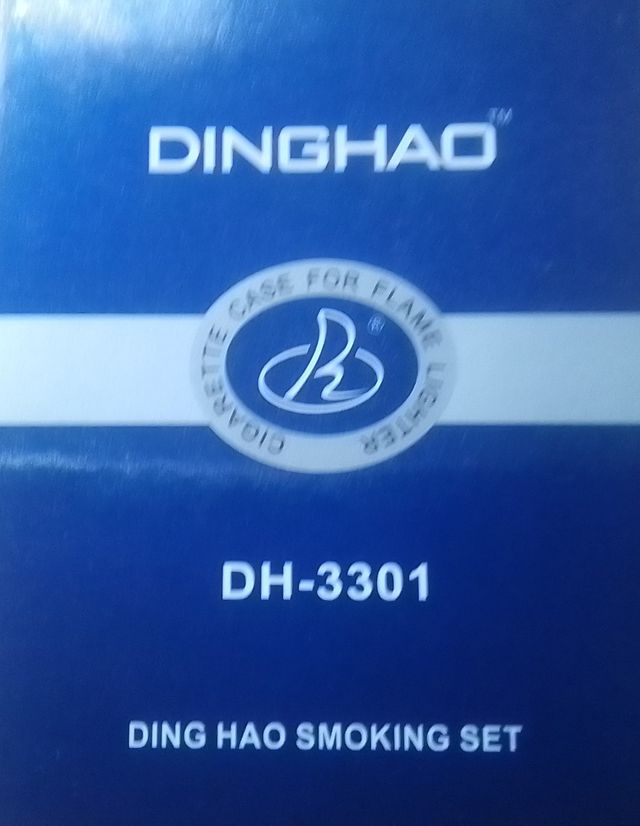 DINGHAO™
CIGARETTE CASE FOR FLAME LIGHTER
®
DH-3301
DING HAO SMOKING SET